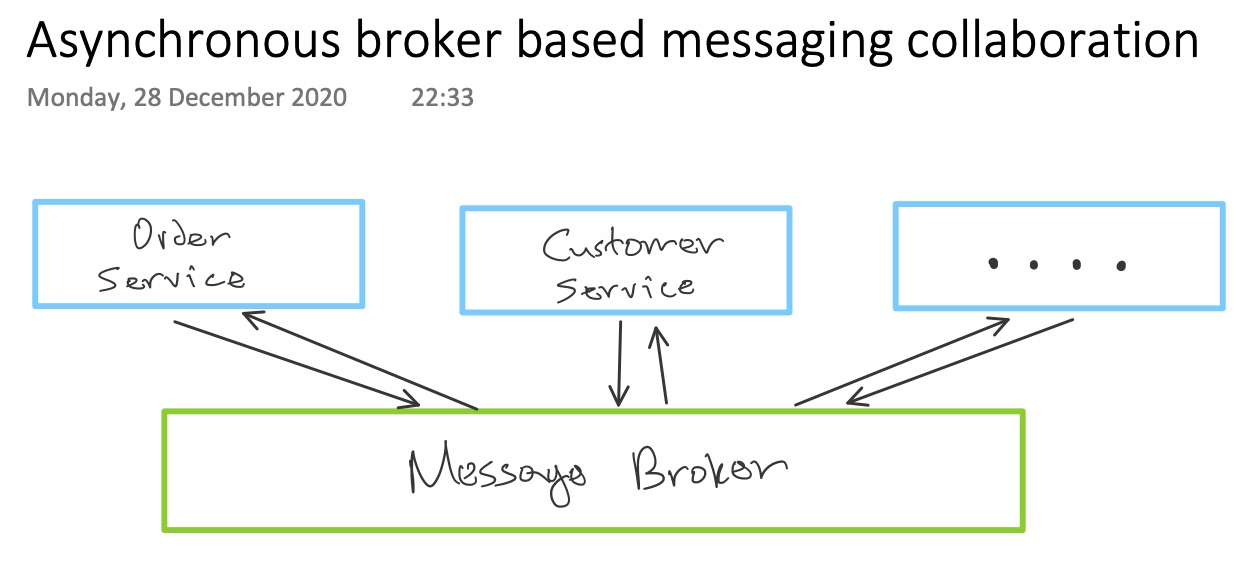 Asynchronous broker based messaging collaboration
Monday, 28 December 2020 22:33
Order
Service
Customer
Service
. . . .
Message Broker